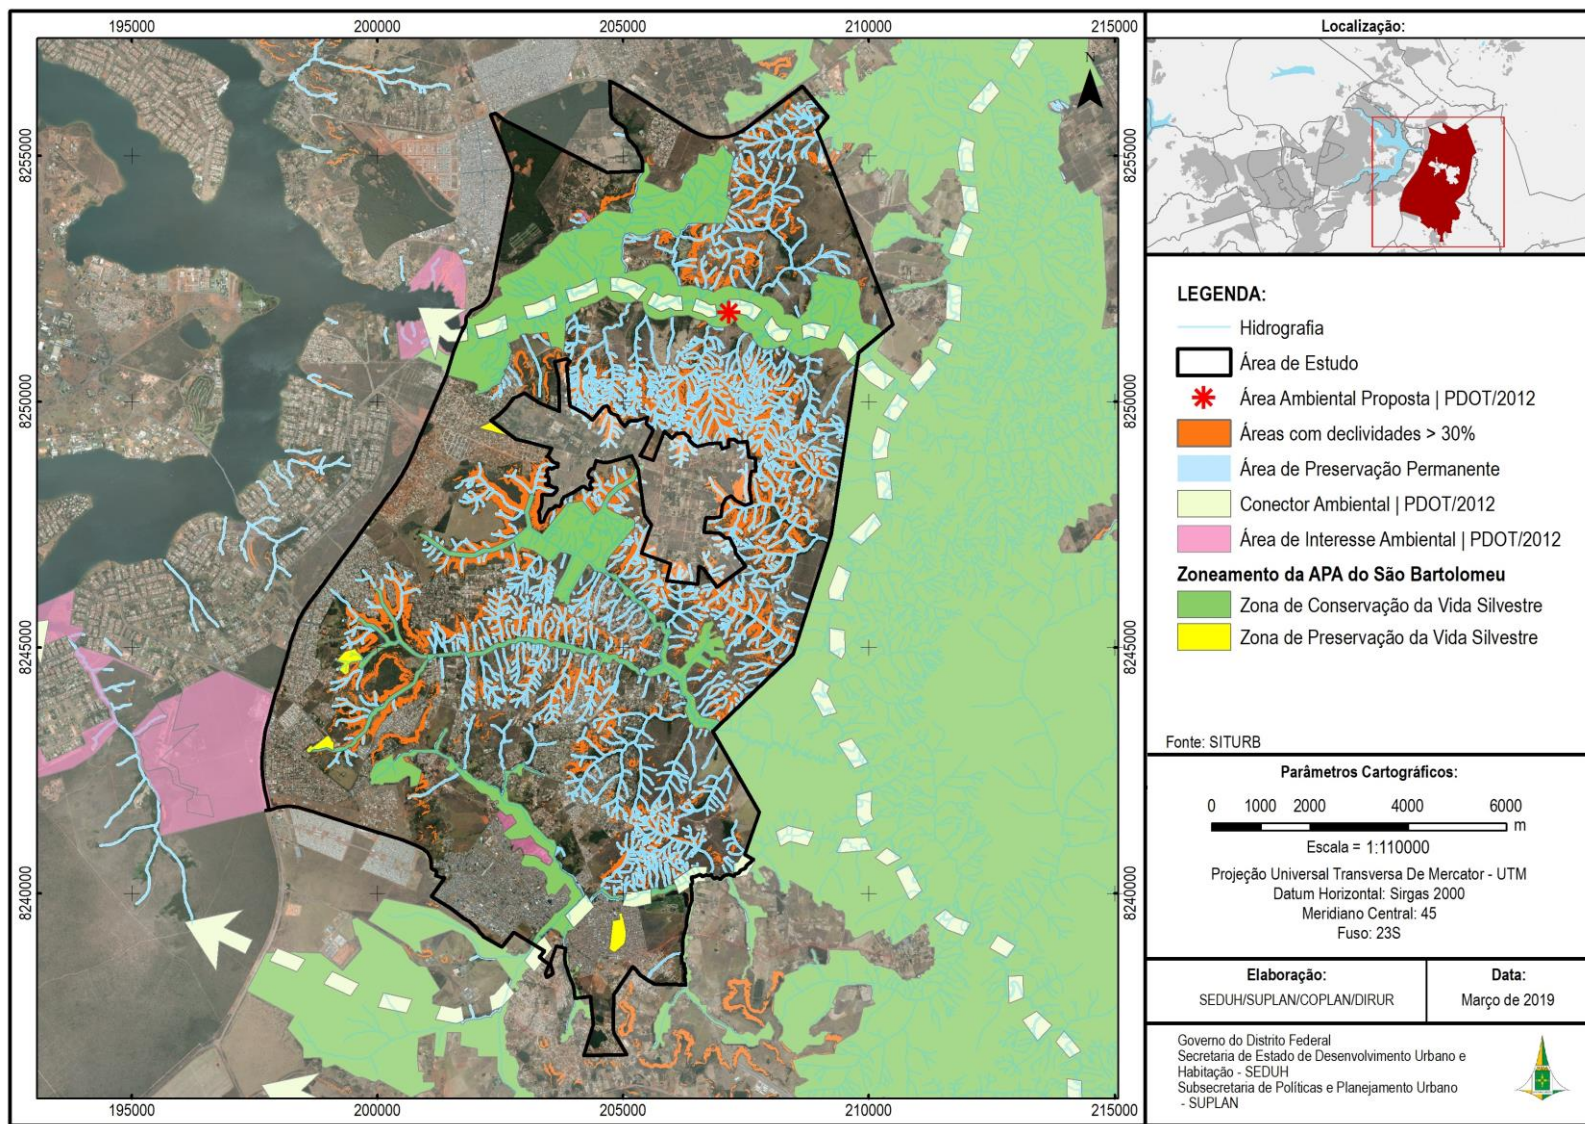 195000 200000 205000 210000 215000
8255000 8255000
8250000 8250000
8245000 8245000
8240000 8240000
195000 200000 205000 210000 215000
N
Localização:
LEGENDA:
Hidrografia
Área de Estudo
Área Ambiental Proposta | PDOT/2012
Áreas com declividades > 30%
Área de Preservação Permanente
Conector Ambiental | PDOT/2012
Área de Interesse Ambiental | PDOT/2012
Zoneamento da APA do São Bartolomeu
Zona de Conservação da Vida Silvestre
Zona de Preservação da Vida Silvestre
Fonte: SITURB
Parâmetros Cartográficos:
0 1000 2000 4000 6000
m
Escala = 1:110000
Projeção Universal Transversa De Mercator - UTM
Datum Horizontal: Sirgas 2000
Meridiano Central: 45
Fuso: 23S
Elaboração:
SEDUH/SUPLAN/COPLAN/DIRUR
Data:
Março de 2019
Governo do Distrito Federal
Secretaria de Estado de Desenvolvimento Urbano e
Habitação - SEDUH
Subsecretaria de Políticas e Planejamento Urbano
- SUPLAN